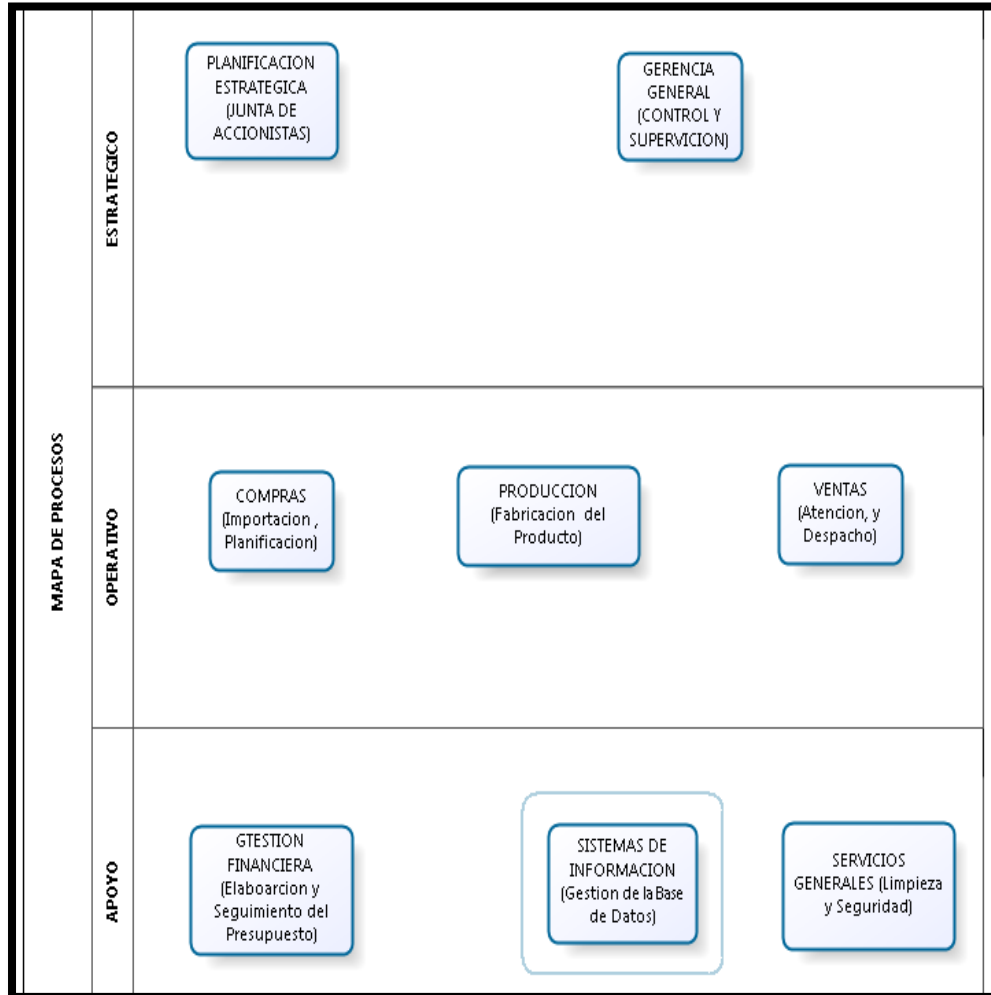 MAPA DE PROCESOS
ESTRATEGICO
PLANIFICACION
ESTRATEGICA
(JUNTA DE
ACCIONISTAS)
GERENCIA
GENERAL
(CONTROL Y
SUPERVICION)
OPERATIVO
COMPRAS
(Importacion ,
Planificacion)
PRODUCCION
(Fabricacion del
Producto)
VENTAS
(Atencion, y
Despacho)
APOYO
GTESTION
FINANCIERA
(Elaboarcion y
Seguimiento del
Presupuesto)
SISTEMAS DE
INFORMACION
(Gestion de la Base
de Datos)
SERVICIOS
GENERALES (Limpieza
y Seguridad)